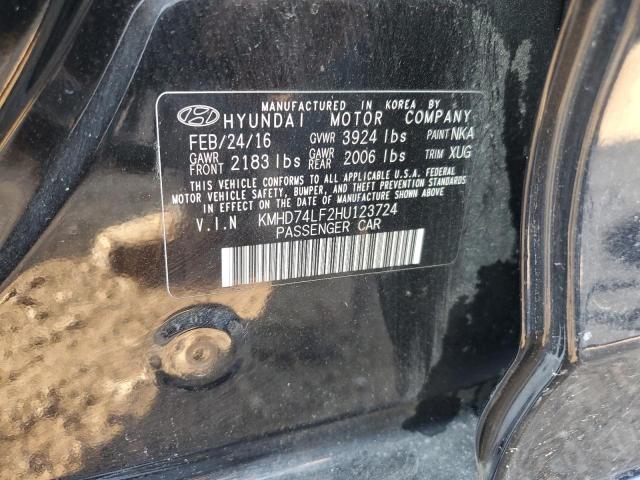 MANUFACTURED IN KOREA BY
HYUNDAI MOTOR COMPANY
FEB/24/16 GVWR 3924 lbs PAINT NKA
GAWR FRONT 2183 lbs GAWR REAR 2006 lbs TRIM XUG
THIS VEHICLE CONFORMS TO ALL APPLICABLE U.S.A. FEDERAL
MOTOR VEHICLE SAFETY, BUMPER, AND THEFT PREVENTION STANDARDS
IN EFFECT ON THE DATE OF MANUFACTURE SHOWN ABOVE.
V.I.N KMHD74LF2HU123724
PASSENGER CAR